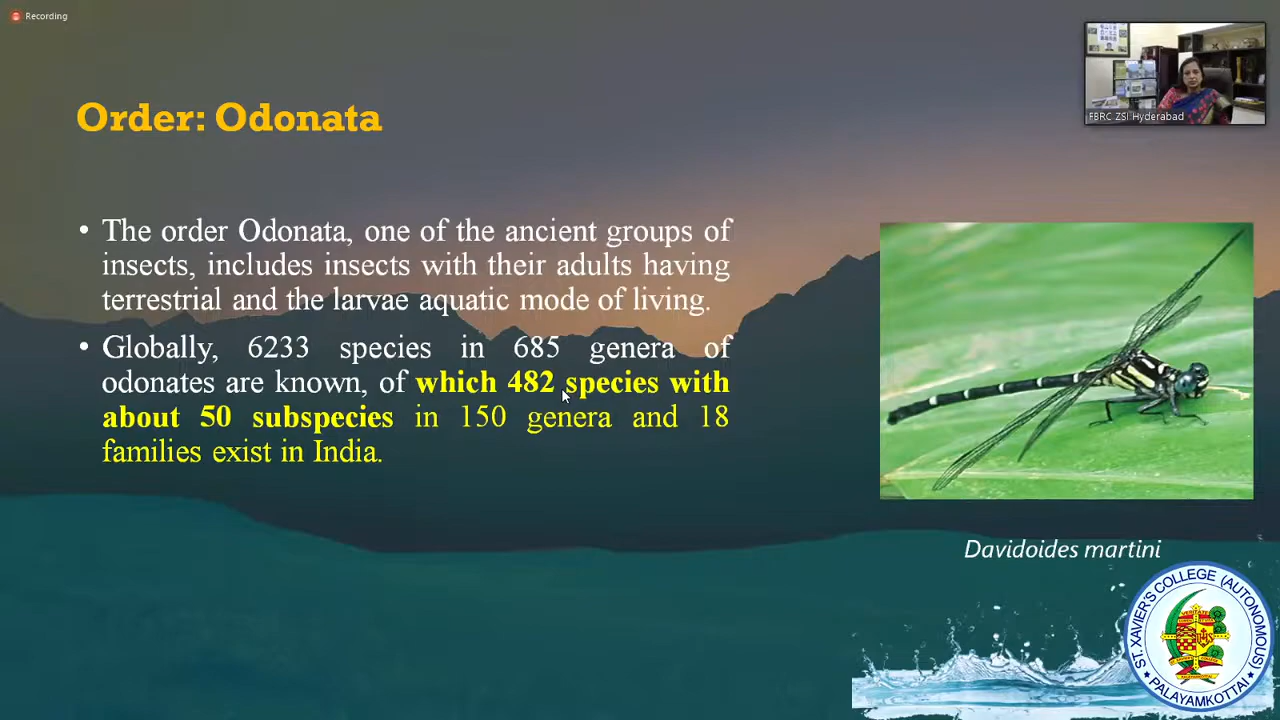 Recording
FBRC ZSI Hyderabad
Order: Odonata
• The order Odonata, one of the ancient groups of
insects, includes insects with their adults having
terrestrial and the larvae aquatic mode of living.
• Globally, 6233 species in 685 genera of
odonates are known, of which 482 species with
about 50 subspecies in 150 genera and 18
families exist in India.
Davidoides martini
ST. XAVIER'S COLLEGE (AUTONOMOUS)
★ PALAYAMKOTTAI ★